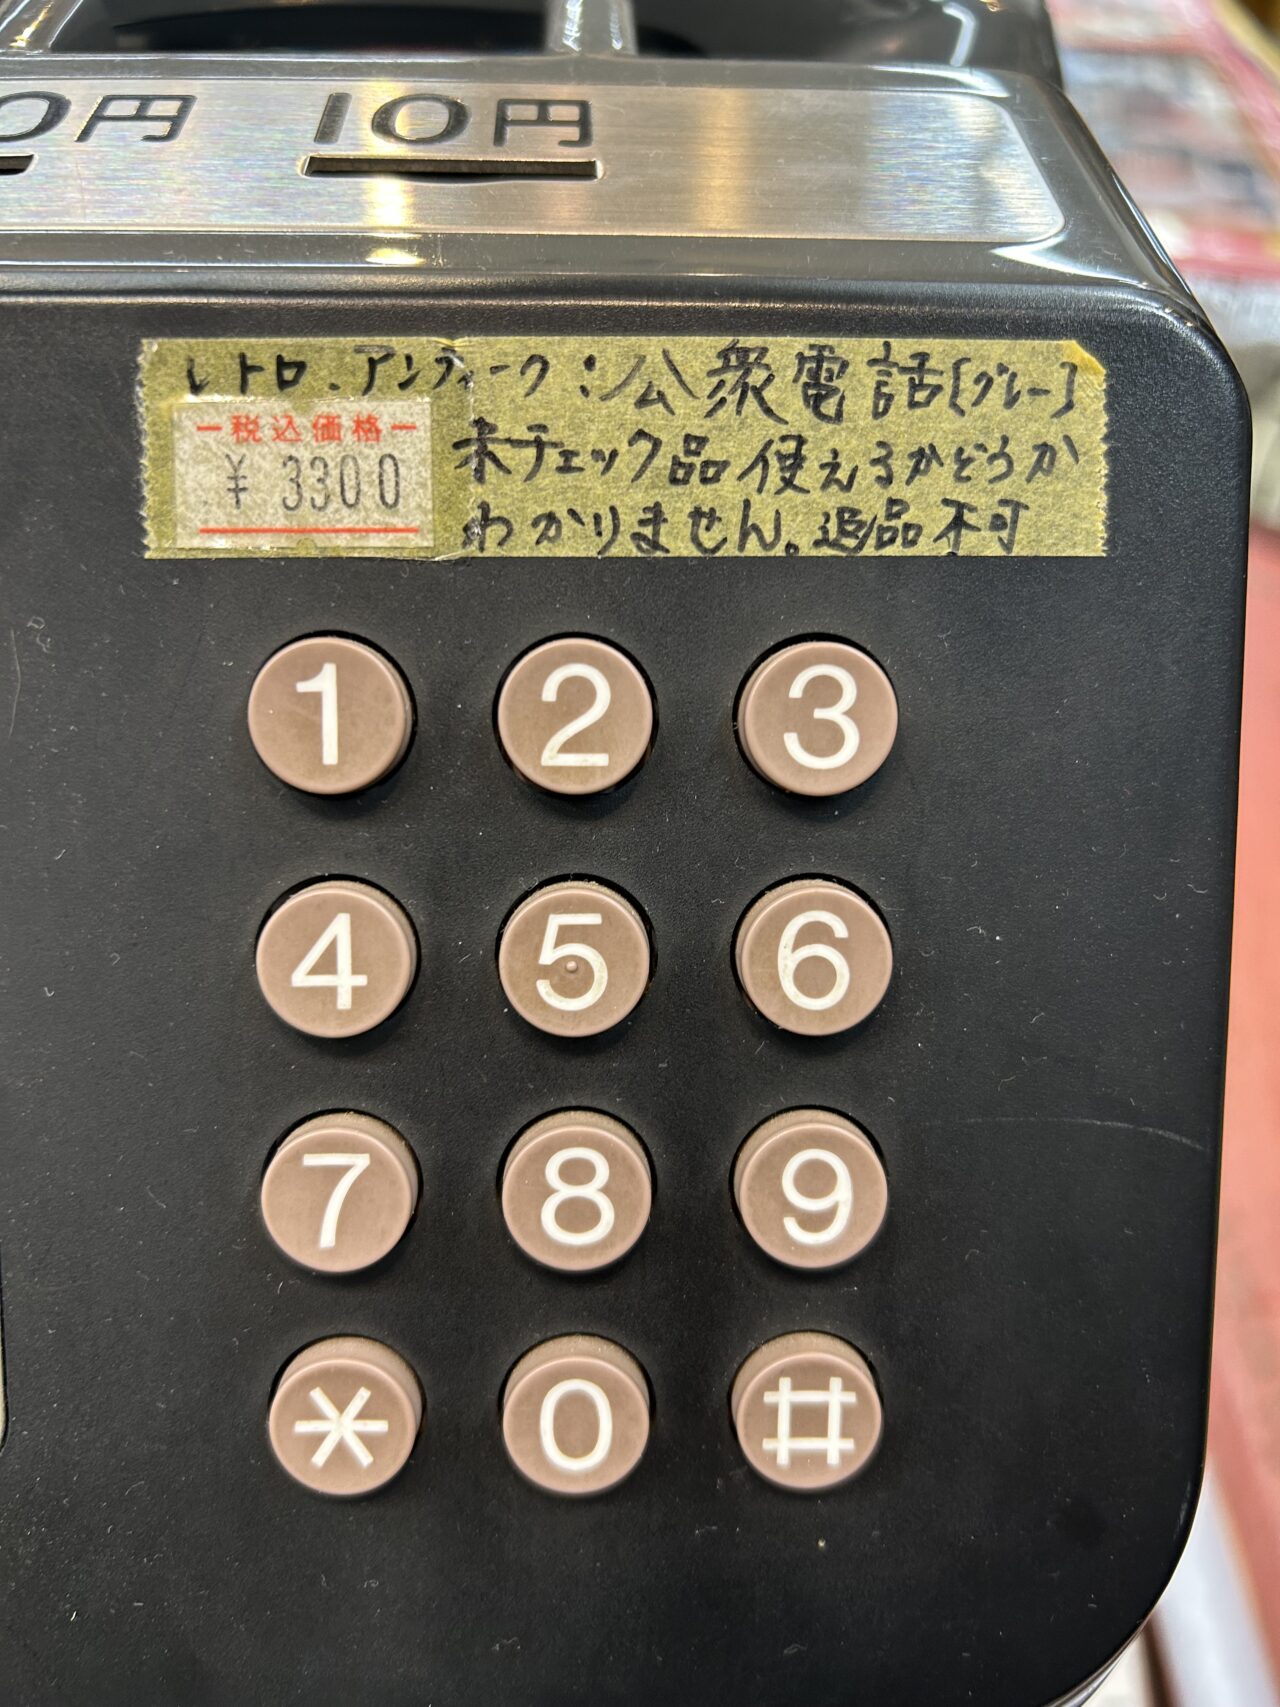 0円 10円
レトロ.アンティーク:公衆電話[グレー]
税込価格
¥ 3300
未チェック品 使えるかどうか
わかりません。返品不可
1 2 3
4 5 6
7 8 9
* 0 #